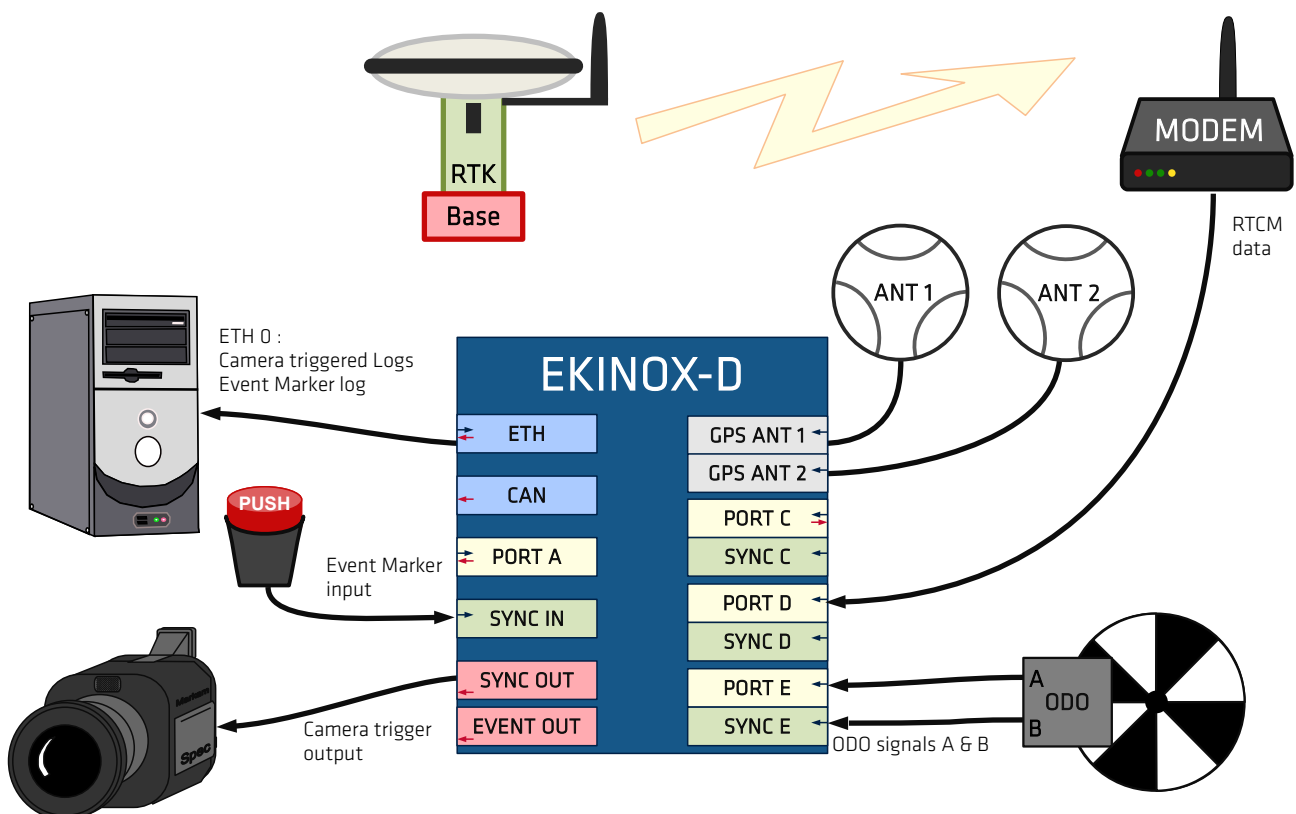 MODEM
RTK
Base
RTCM
data
ANT 1
ANT 2
ETH 0 :
Camera triggered Logs
Event Marker log
EKINOX-D
ETH
CAN
PORT A
SYNC IN
SYNC OUT
EVENT OUT
GPS ANT 1
GPS ANT 2
PORT C
SYNC C
PORT D
SYNC D
PORT E
SYNC E
PUSH
Event Marker
input
Camera trigger
output
Spec
A
ODO
B
ODO signals A & B